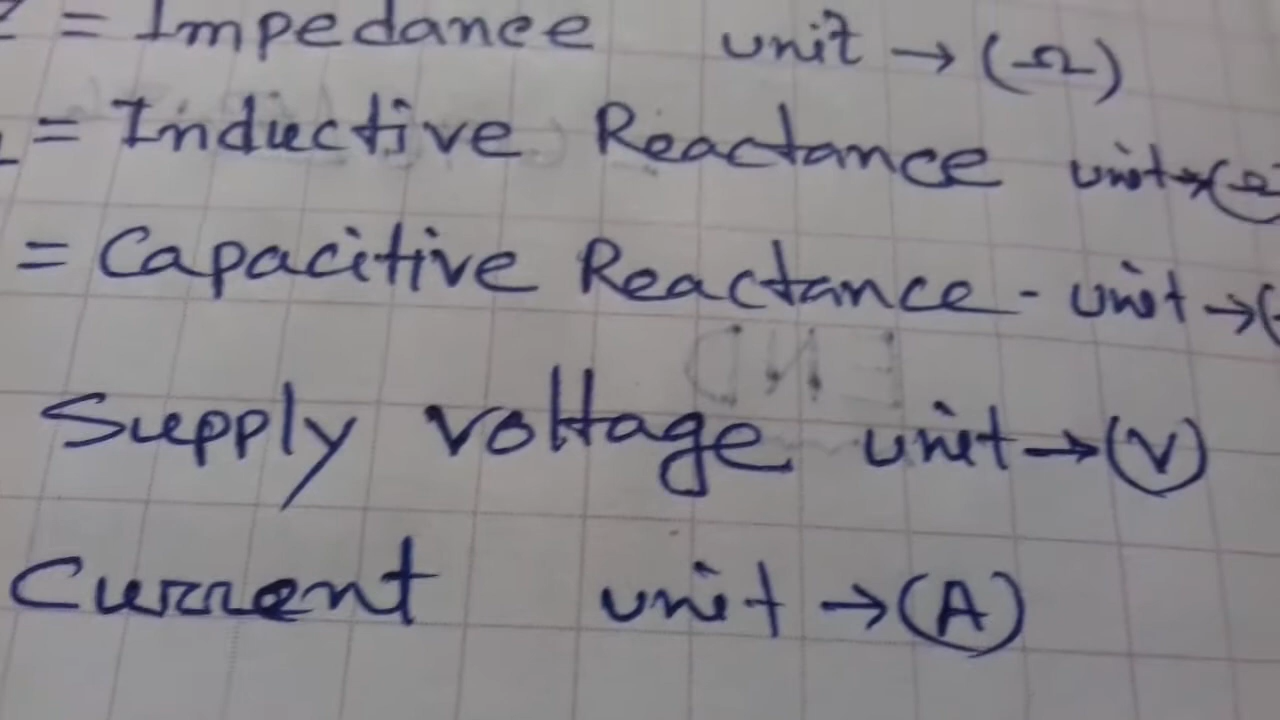 = Impedance unit → (Ω)
= Inductive Reactance unit → (Ω
= Capacitive Reactance - unit → (
Supply voltage unit → (V)
Current unit → (A)